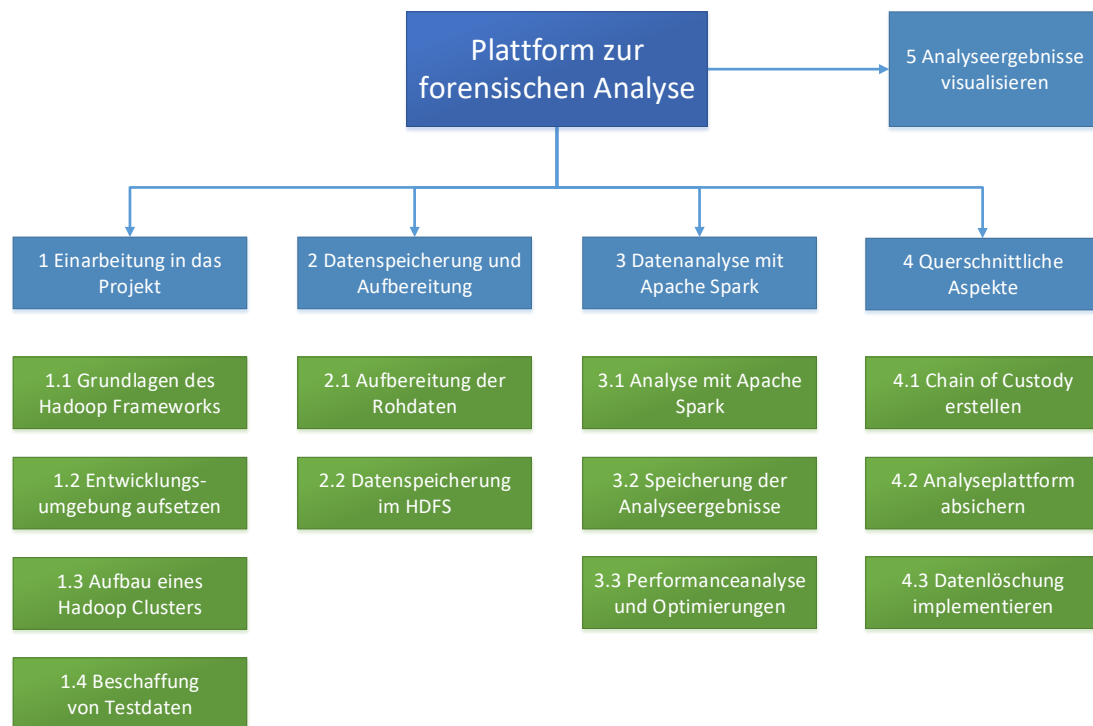 Plattform zur
forensischen Analyse
5 Analyseergebnisse
visualisieren
1 Einarbeitung in das
Projekt
2 Datenspeicherung und
Aufbereitung
3 Datenanalyse mit
Apache Spark
4 Querschnittliche
Aspekte
1.1 Grundlagen des
Hadoop Frameworks
2.1 Aufbereitung der
Rohdaten
3.1 Analyse mit Apache
Spark
4.1 Chain of Custody
erstellen
1.2 Entwicklungs-
umgebung aufsetzen
2.2 Datenspeicherung
im HDFS
3.2 Speicherung der
Analyseergebnisse
4.2 Analyseplattform
absichern
1.3 Aufbau eines
Hadoop Clusters
3.3 Performanceanalyse
und Optimierungen
4.3 Datenlöschung
implementieren
1.4 Beschaffung
von Testdaten